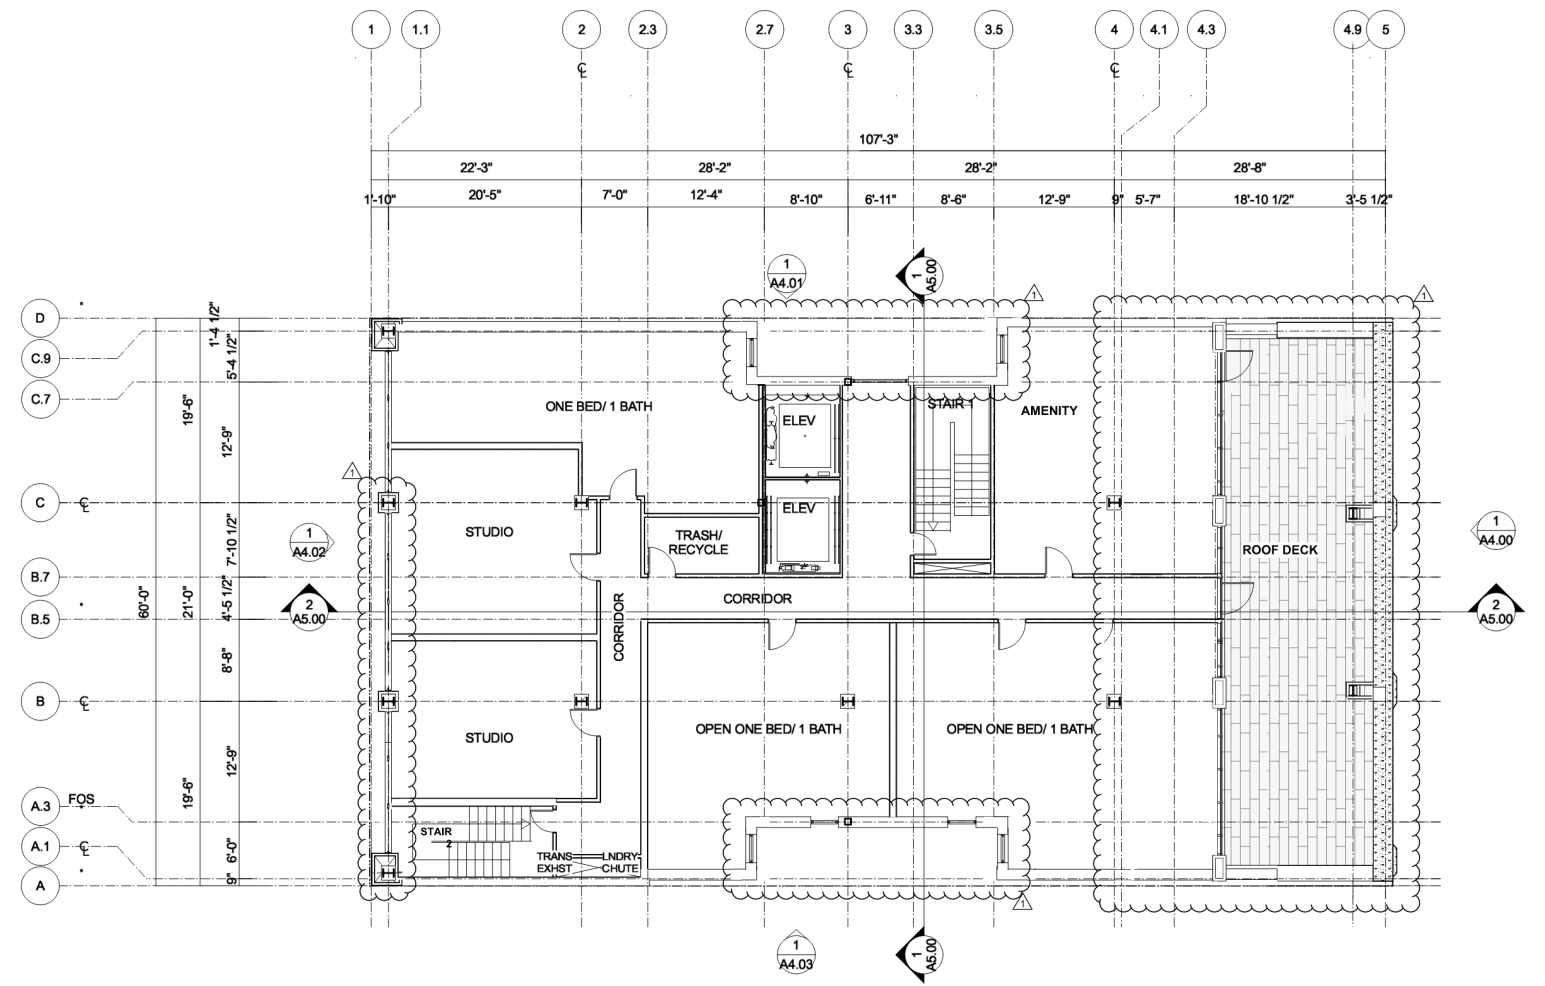 1 1.1 2 2.3 2.7 3 3.3 3.5 4 4.1 4.3 4.9 5
℄ ℄ ℄
107'-3"
22'-3" 28'-2" 28'-2" 28'-8"
1'-10" 20'-5" 7'-0" 12'-4" 8'-10" 6'-11" 8'-6" 12'-9" 9" 5'-7" 18'-10 1/2" 3'-5 1/2"
1
A4.01
1
A5.00
1
1
D
C.9
C.7
C ℄
B.7
B.5
B ℄
A.3 FOS
A.1 ℄
A
1'-4 1/2"
5'-4 1/2"
19'-6"
12'-9"
7'-10 1/2"
60'-0"
21'-0"
4'-5 1/2"
8'-8"
12'-9"
19'-6"
6'-0"
9"
1
1
A4.02
2
A5.00
ONE BED/ 1 BATH
ELEV
STAIR 1
AMENITY
STUDIO
ELEV
TRASH/
RECYCLE
ROOF DECK
1
A4.00
CORRIDOR
CORRIDOR
2
A5.00
STUDIO
OPEN ONE BED/ 1 BATH
OPEN ONE BED/ 1 BATH
STAIR
2
TRANS
EXHST
LNDRY
CHUTE
1
1
A4.03
1
A5.00